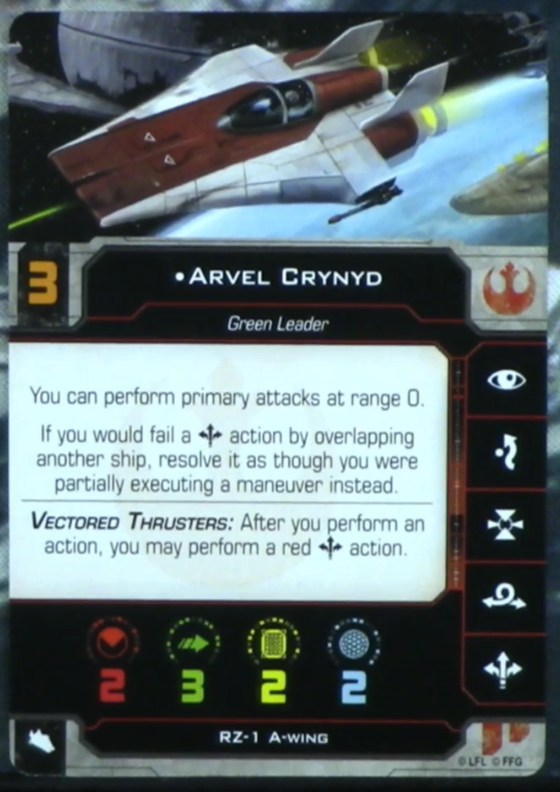 3
•ARVEL CRYNYD
Green Leader
You can perform primary attacks at range 0.
If you would fail a action by overlapping
another ship, resolve it as though you were
partially executing a maneuver instead.
VECTORED THRUSTERS: After you perform an
action, you may perform a red action.
2 3 2 2
RZ-1 A-WING
© LFL © FFG